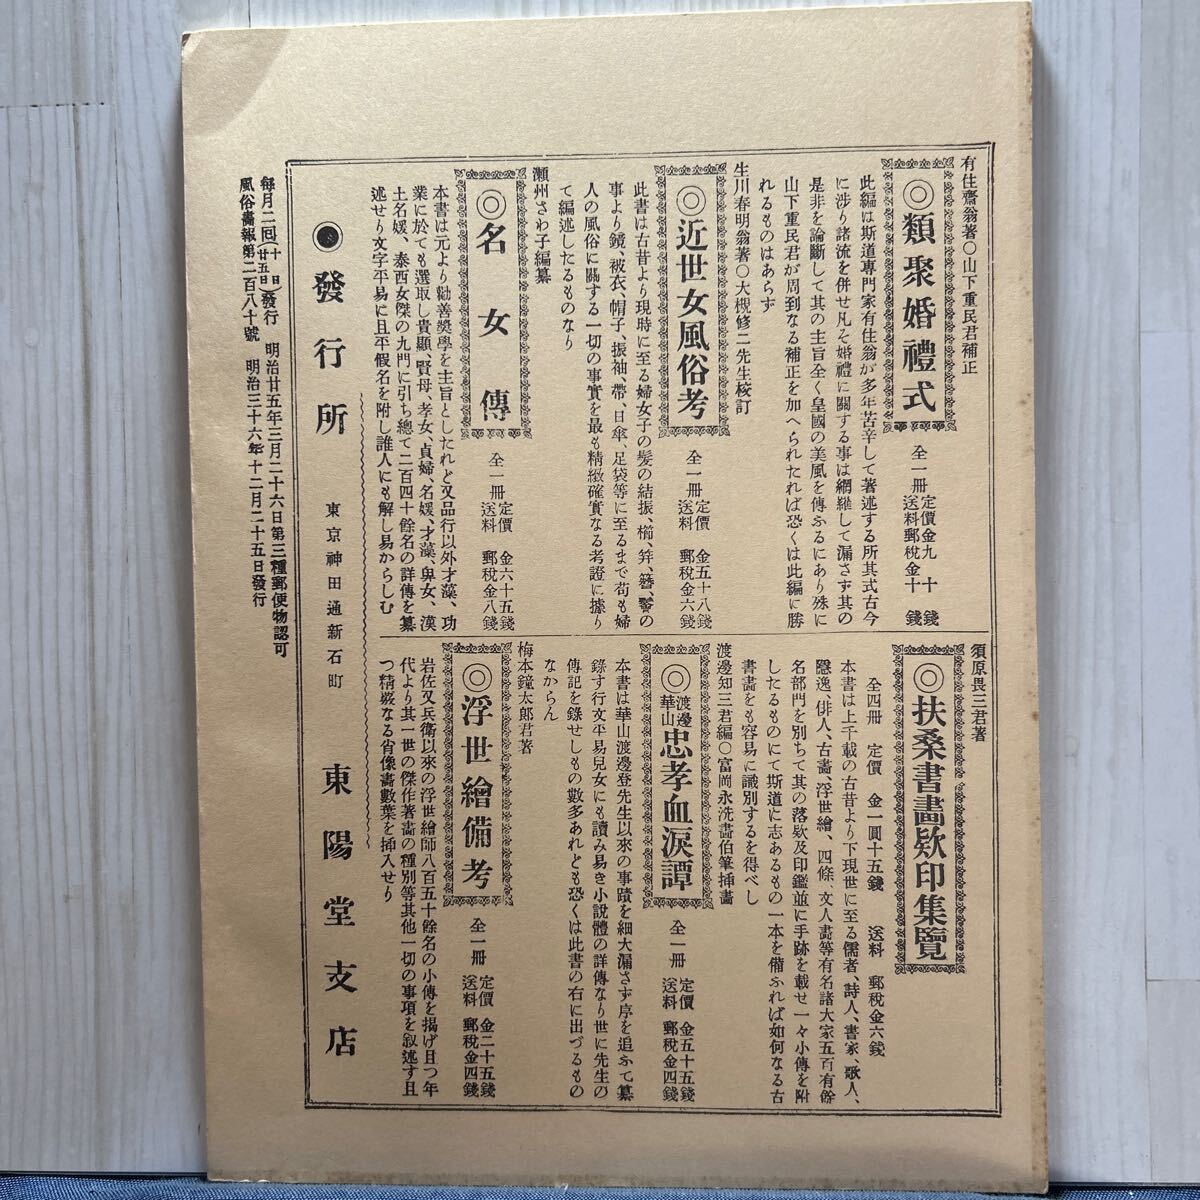 有住齋翁著○山下重民君補正
◎類聚婚禮式
全一冊
定價金九十錢
送料郵稅金十錢
此編は斯道專門家有住翁が多年苦辛して著述する所其式古今
に涉り諸流を併せ凡そ婚禮に關する事は網羅して漏さず其の
是非を論斷して其の主旨全く皇國の美風を傳ふるにあり殊に
山下重民君が周到なる補正を加へられたれば恐くは此編に勝
れるものはあらず
生川春明翁著○大槻修二先生校訂
◎近世女風俗考
全一冊
定價金五十八錢
送料郵稅金六錢
此書は古昔より現時に至る婦女子の髮の結振、櫛、笄、簪、鬠の
事より鏡、被衣、帽子、振袖、帶、日傘、足袋等に至るまで苟も婦
人の風俗に關する一切の事實を最も精緻確實なる考證に據り
て編述したるものなり
瀨州さわ子編纂
◎名女傳
全一冊
定價金六十五錢
送料郵稅金八錢
本書は元より勸善獎學を主旨としたれど又品行以外才藻、功
業に於ても選取し貴顯、賢母、孝女、貞婦、名媛、才藻、與女、漢
土名媛、泰西女傑の九門に引ち總て二百四十餘名の詳傳を纂
述せり文字平易に且平假名を附し誰人にも解し易からしむ
須原畏三君著
◎扶桑書畵欵印集覽
全四冊 定價 金一圓十五錢 送料 郵稅金六錢
本書は上千載の古昔より下現世に至る儒者、詩人、書家、歌人、
隱逸、俳人、古畵、浮世繪、四條、文人畵等有名諸大家五百有餘
名部門を別ちて其の落欵及印鑑並に手跡を載せ一々小傳を附
したるものにて斯道に志あるもの一本を備ふれば如何なる古
書畵をも容易に識別するを得べし
渡邊知三君編○富岡永洗畵伯筆揷畵
◎渡邊華山忠孝血淚譚
全一冊
定價金五十五錢
送料郵稅金四錢
本書は華山渡邊登先生以來の事蹟を細大漏さず序を追ふて纂
錄す行文平易兒女にも讀み易き小說體の詳傳なり世に先生の
傳記を錄せしもの數多あれども恐くは此書の右に出づるもの
なからん
梅本鐘太郎君著
◎浮世繪備考
全一冊
定價金二十五錢
送料郵稅金四錢
岩佐又兵衛以來の浮世繪師八百五十餘名の小傳を揭げ且つ年
代より其一世の傑作著書の種別等其他一切の事項を叙述す且
つ精巧なる肖像畵數葉を揷入せり
●發行所 東京神田通新石町 東陽堂支店
每月二回(十日廿五日)發行 明治廿五年三月二十六日第三種郵便物認可
風俗畵報第二百八十號 明治三十六年十二月二十五日發行